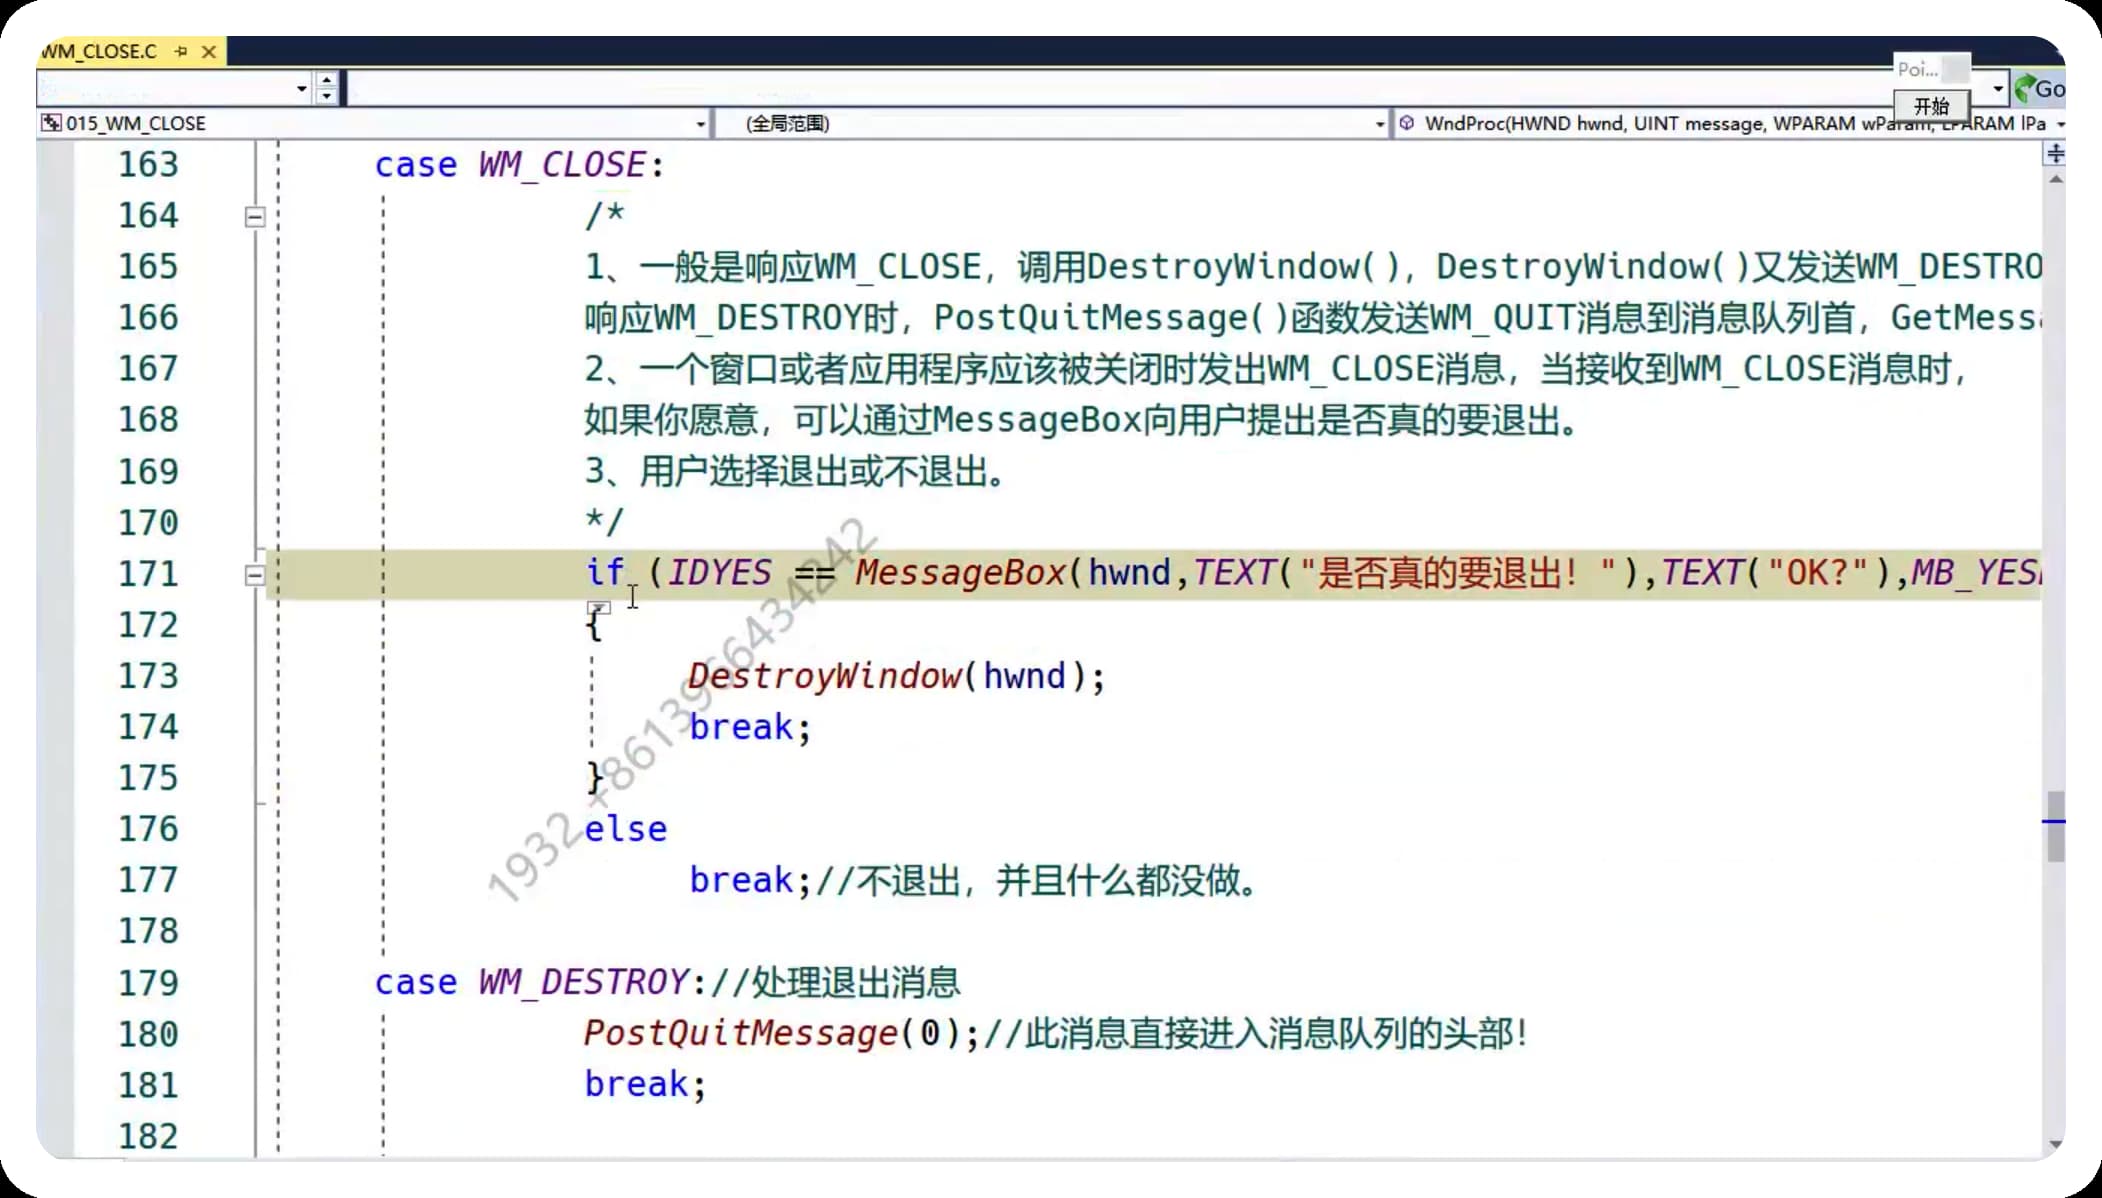 WM_CLOSE.C
Poi...
开始
Go
015_WM_CLOSE
(全局范围)
WndProc(HWND hwnd, UINT message, WPARAM wParam, LPARAM lPa
163 case WM_CLOSE:
164 /*
165 1、一般是响应WM_CLOSE，调用DestroyWindow()，DestroyWindow()又发送WM_DESTRO
166 响应WM_DESTROY时，PostQuitMessage()函数发送WM_QUIT消息到消息队列首，GetMess
167 2、一个窗口或者应用程序应该被关闭时发出WM_CLOSE消息，当接收到WM_CLOSE消息时，
168 如果你愿意，可以通过MessageBox向用户提出是否真的要退出。
169 3、用户选择退出或不退出。
170 */
171 if (IDYES == MessageBox(hwnd,TEXT("是否真的要退出！"),TEXT("OK?"),MB_YES
172 {
173 DestroyWindow(hwnd);
174 break;
175 }
176 else
177 break;//不退出，并且什么都没做。
178
179 case WM_DESTROY://处理退出消息
180 PostQuitMessage(0);//此消息直接进入消息队列的头部！
181 break;
182
1932 +8613966434242